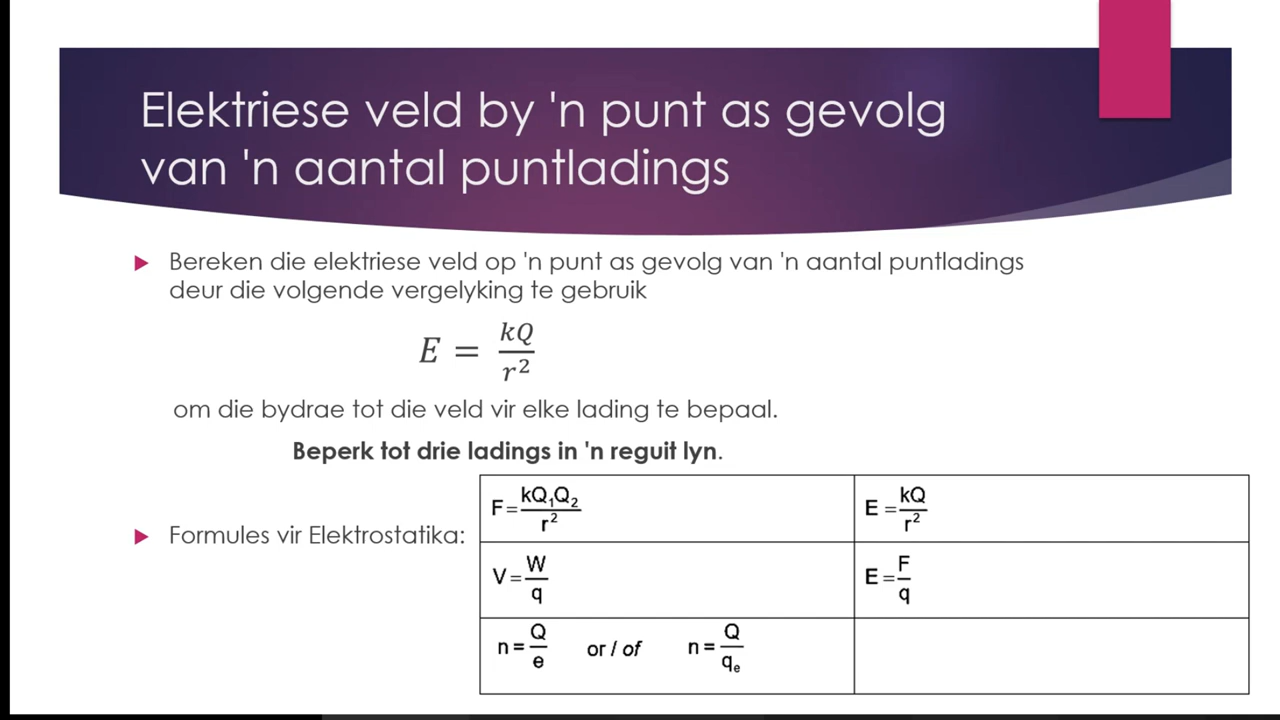 Elektriese veld by 'n punt as gevolg
van 'n aantal puntladings
Bereken die elektriese veld op 'n punt as gevolg van 'n aantal puntladings
deur die volgende vergelyking te gebruik
E = kQ/r²
om die bydrae tot die veld vir elke lading te bepaal.
Beperk tot drie ladings in 'n reguit lyn.
Formules vir Elektrostatika:
F = kQ₁Q₂/r² E = kQ/r²
V = W/q E = F/q
n = Q/e or / of n = Q/qₑ